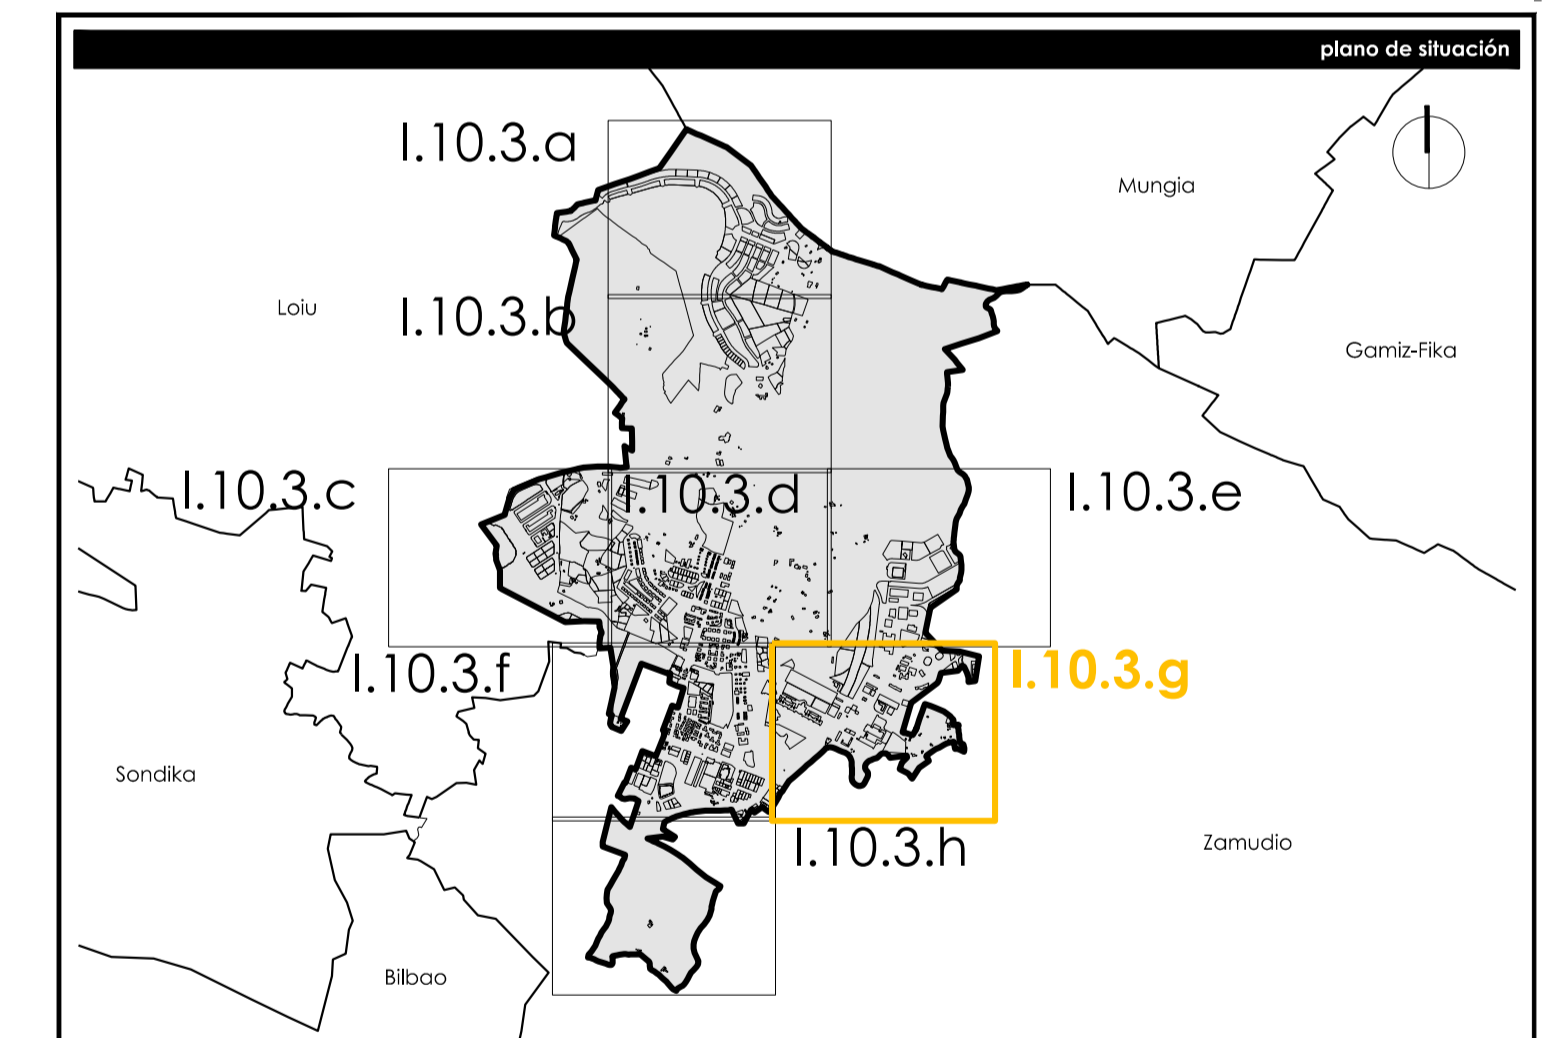 plano de situación
I.10.3.a
Mungia
Loiu
I.10.3.b
Gamiz-Fika
I.10.3.c
I.10.3.d
I.10.3.e
I.10.3.f
I.10.3.g
Sondika
I.10.3.h
Zamudio
Bilbao